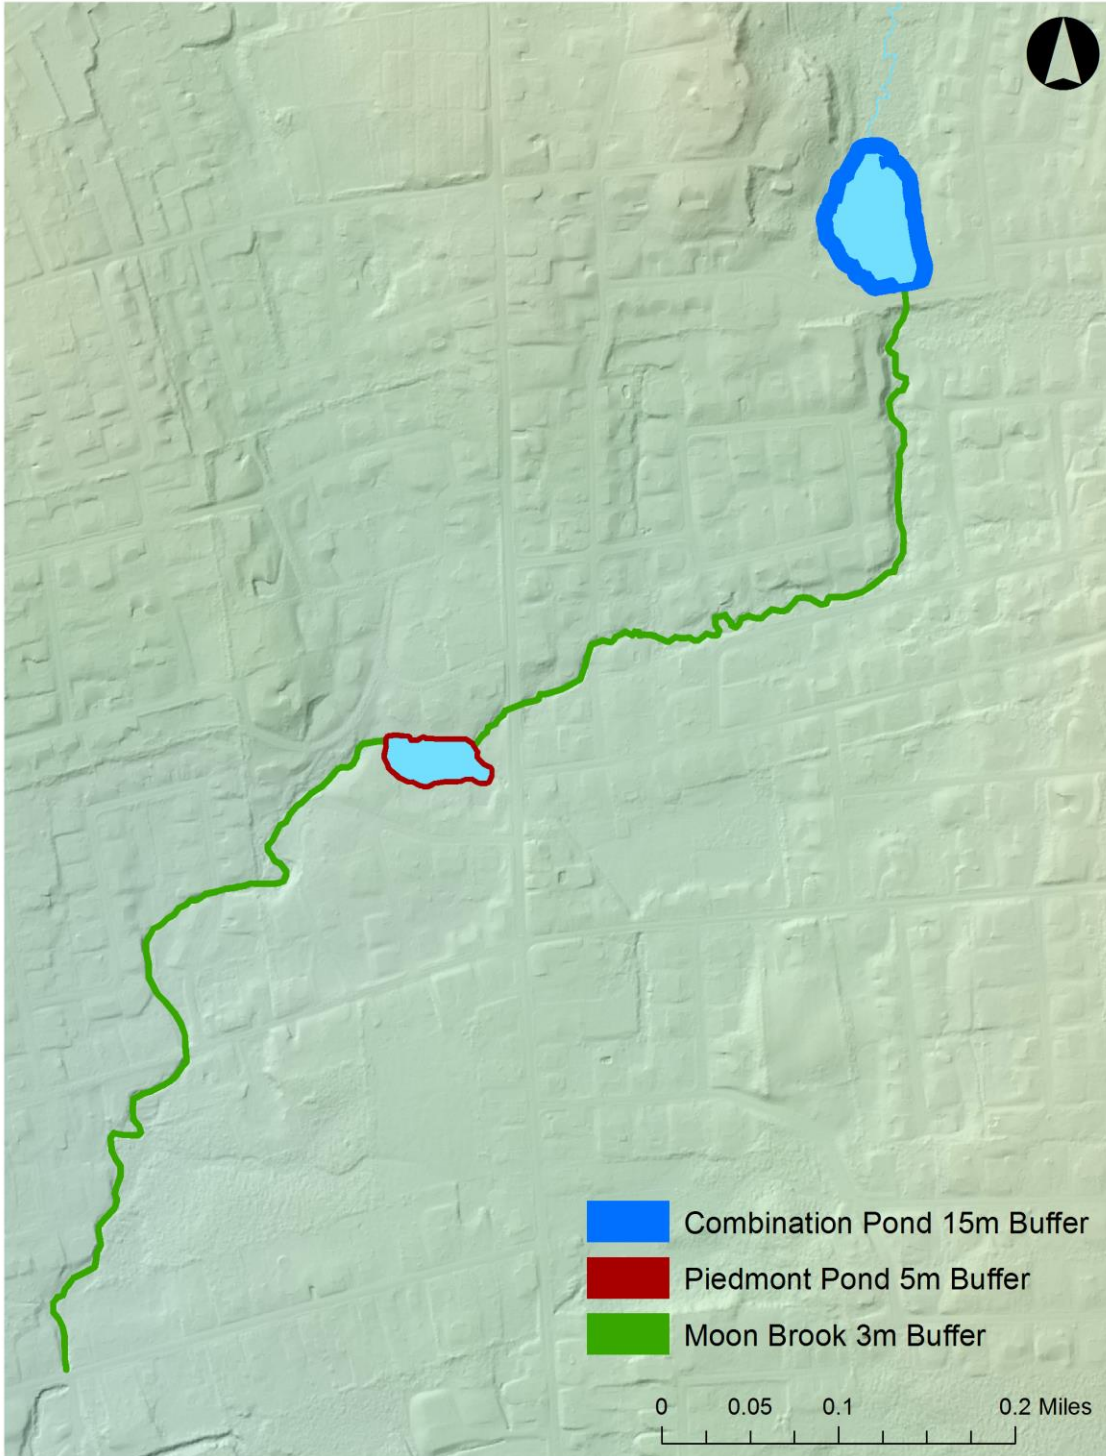 Combination Pond 15m Buffer
Piedmont Pond 5m Buffer
Moon Brook 3m Buffer
0 0.05 0.1 0.2 Miles